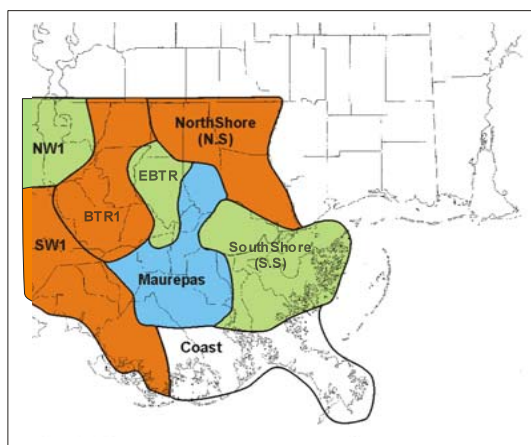 NorthShore
(N.S)
NW1
EBTR
BTR1
SW1
SouthShore
(S.S)
Maurepas
Coast